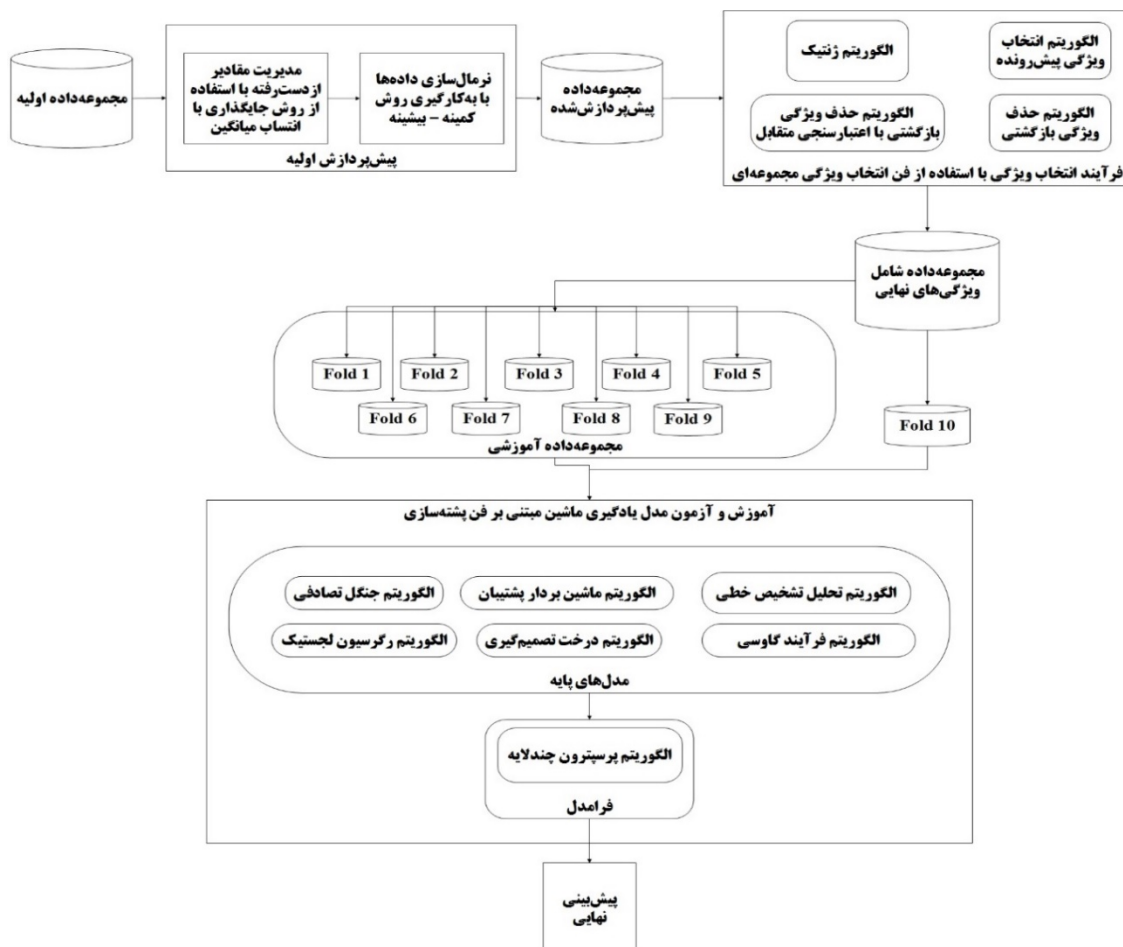 مجموعه‌داده اولیه
مدیریت مقادیر
ازدست‌رفته با استفاده
از روش جایگذاری با
انتساب میانگین
نرمال‌سازی داده‌ها
با به‌کارگیری روش
کمینه – بیشینه
پیش‌پردازش اولیه
مجموعه‌داده
پیش‌پردازش‌شده
الگوریتم ژنتیک
الگوریتم انتخاب
ویژگی پیش‌رونده
الگوریتم حذف ویژگی
بازگشتی با اعتبارسنجی متقابل
الگوریتم حذف
ویژگی بازگشتی
فرآیند انتخاب ویژگی با استفاده از فن انتخاب ویژگی مجموعه‌ای
مجموعه‌داده شامل
ویژگی‌های نهایی
Fold 1
Fold 2
Fold 3
Fold 4
Fold 5
Fold 6
Fold 7
Fold 8
Fold 9
مجموعه‌داده آموزشی
Fold 10
آموزش و آزمون مدل یادگیری ماشین مبتنی بر فن پشته‌سازی
الگوریتم جنگل تصادفی
الگوریتم ماشین بردار پشتیبان
الگوریتم تحلیل تشخیص خطی
الگوریتم رگرسیون لجستیک
الگوریتم درخت تصمیم‌گیری
الگوریتم فرآیند گاوسی
مدل‌های پایه
الگوریتم پرسپترون چندلایه
فرامدل
پیش‌بینی
نهایی